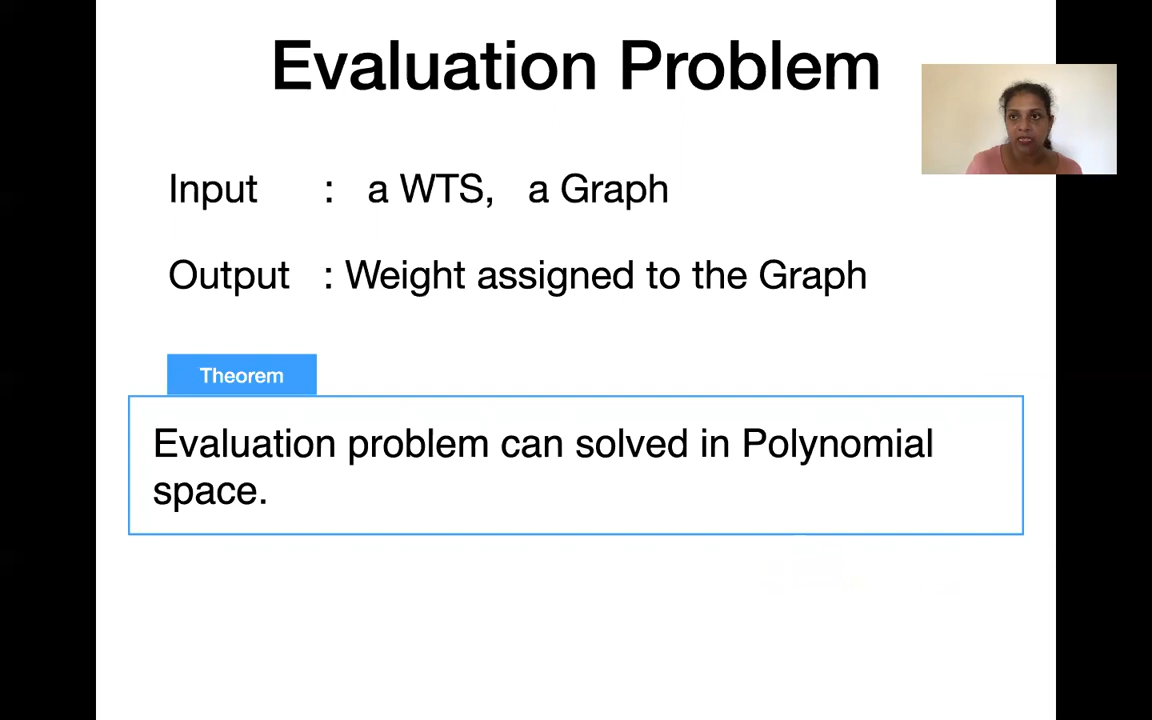 Evaluation Problem
Input : a WTS, a Graph
Output : Weight assigned to the Graph
Theorem
Evaluation problem can solved in Polynomial
space.